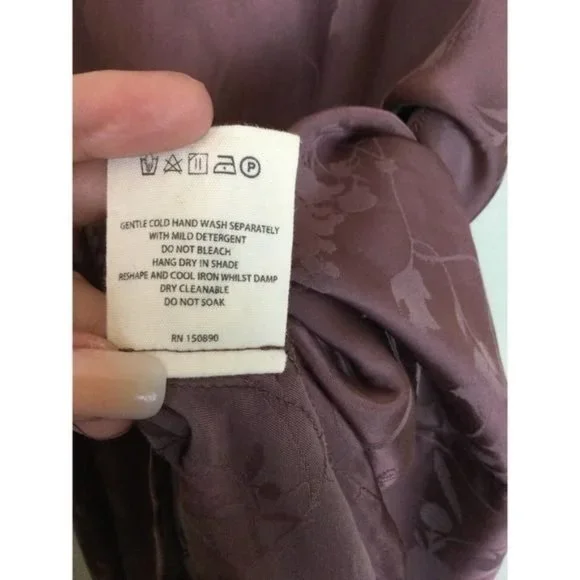 P
GENTLE COLD HAND WASH SEPARATELY
WITH MILD DETERGENT
DO NOT BLEACH
HANG DRY IN SHADE
RESHAPE AND COOL IRON WHILST DAMP
DRY CLEANABLE
DO NOT SOAK
RN 150890